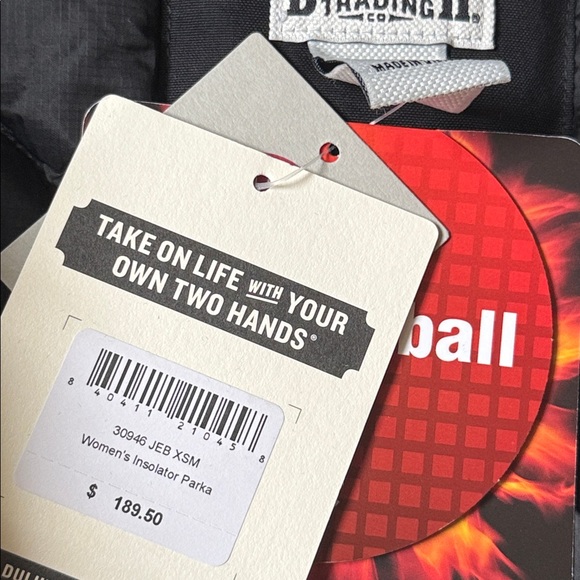 TRADING
CO
MADE IN
TAKE ON LIFE WITH YOUR
OWN TWO HANDS®
8 40411 21045 8
30946 JEB XSM
Women's Insolator Parka
$ 189.50
ball